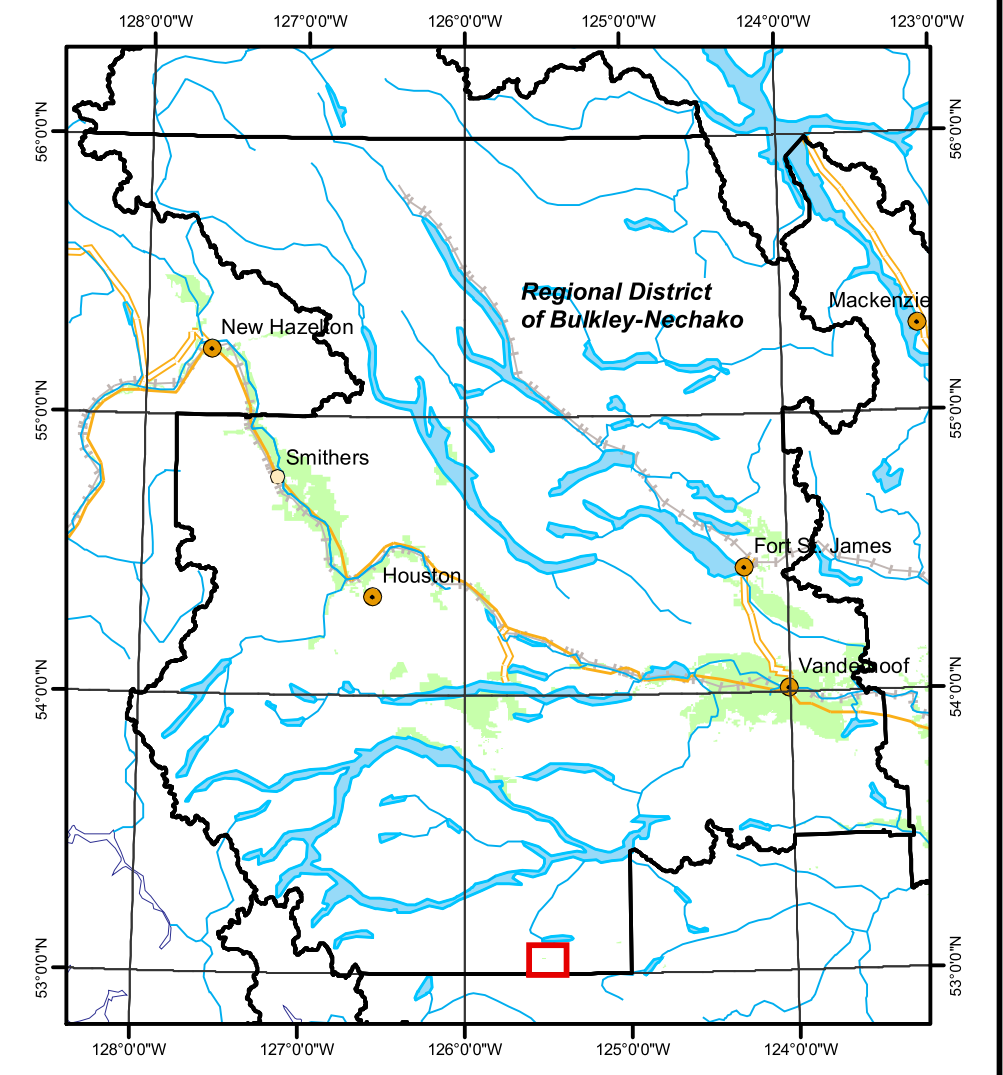 128°0'0"W 127°0'0"W 126°0'0"W 125°0'0"W 124°0'0"W 123°0'0"W
56°0'0"N 56°0'0"N
Regional District
of Bulkley-Nechako
Mackenzie
New Hazelton
55°0'0"N 55°0'0"N
Smithers
Fort St. James
Houston
Vanderhoof
54°0'0"N 54°0'0"N
53°0'0"N 53°0'0"N
128°0'0"W 127°0'0"W 126°0'0"W 125°0'0"W 124°0'0"W